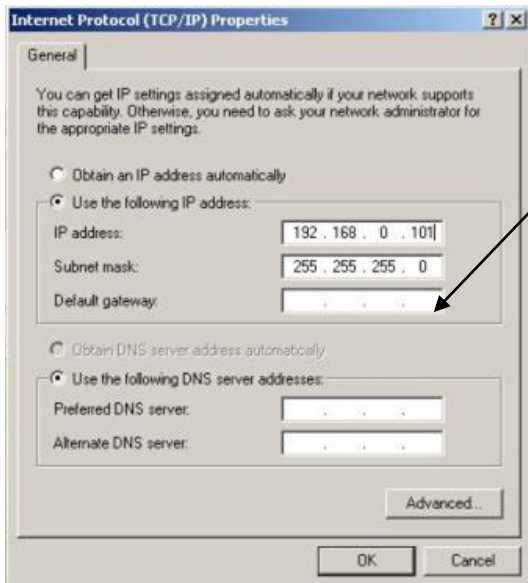 Internet Protocol (TCP/IP) Properties
General
You can get IP settings assigned automatically if your network supports
this capability. Otherwise, you need to ask your network administrator for
the appropriate IP settings.
Obtain an IP address automatically
Use the following IP address:
IP address: 192 . 168 . 0 . 101
Subnet mask: 255 . 255 . 255 . 0
Default gateway: . . .
Obtain DNS server address automatically
Use the following DNS server addresses:
Preferred DNS server: . . .
Alternate DNS server: . . .
Advanced...
OK Cancel